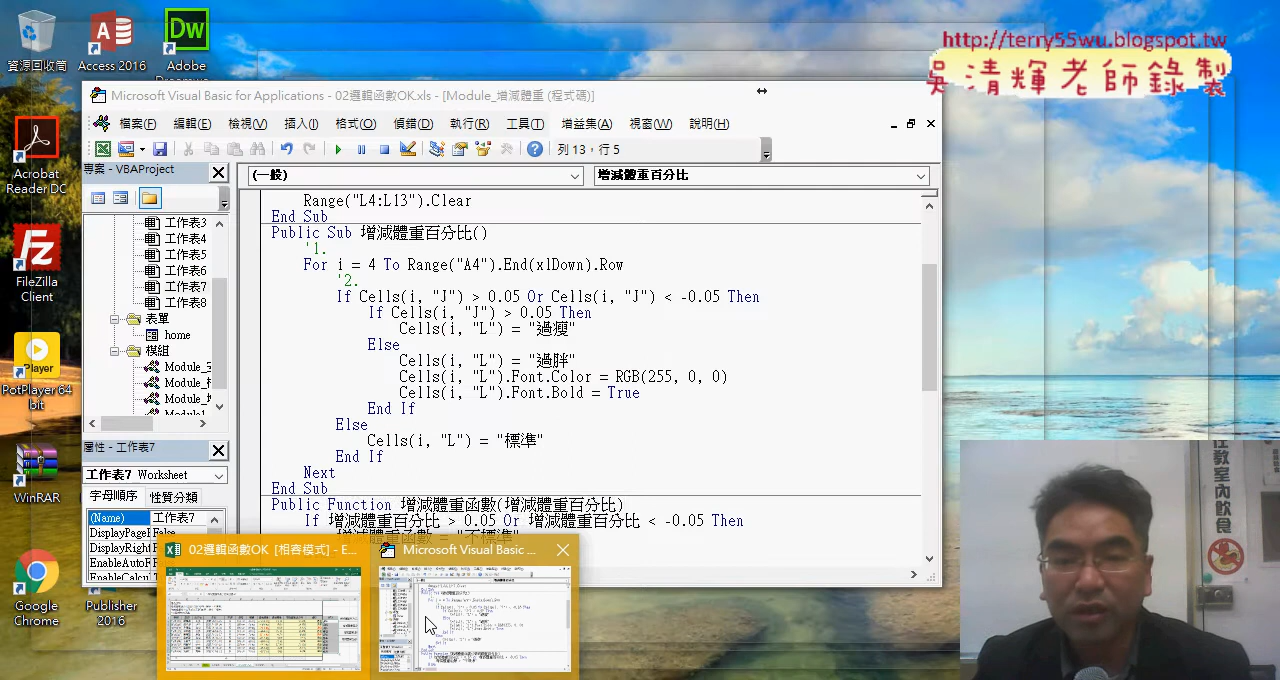 http://terry55wu.blogspot.tw
吳清輝老師錄製
資源回收筒
Access 2016
Adobe
Acrobat
Reader DC
FileZilla
Client
PotPlayer 64
bit
WinRAR
Google
Chrome
Publisher
2016
Microsoft Visual Basic for Applications - 02邏輯函數OK.xls - [Module_增減體重 (程式碼)]
檔案(F) 編輯(E) 檢視(V) 插入(I) 格式(O) 偵錯(D) 執行(R) 工具(T) 增益集(A) 視窗(W) 說明(H)
列 13，行 5
專案 - VBAProject
工作表3
工作表4
工作表5
工作表6
工作表7
工作表8
表單
home
模組
屬性 - 工作表7
工作表7 Worksheet
字母順序 性質分類
(Name) 工作表7
(一般)
增減體重百分比
Range("L4:L13").Clear
End Sub
Public Sub 增減體重百分比()
'1.
For i = 4 To Range("A4").End(xlDown).Row
'2.
If Cells(i, "J") > 0.05 Or Cells(i, "J") < -0.05 Then
If Cells(i, "J") > 0.05 Then
Cells(i, "L") = "過瘦"
Else
Cells(i, "L") = "過胖"
Cells(i, "L").Font.Color = RGB(255, 0, 0)
Cells(i, "L").Font.Bold = True
End If
Else
Cells(i, "L") = "標準"
End If
Next
End Sub
Public Function 增減體重函數(增減體重百分比)
If 增減體重百分比 > 0.05 Or 增減體重百分比 < -0.05 Then
02邏輯函數OK [相容模式] - E...
Microsoft Visual Basic ...
教室內飲食